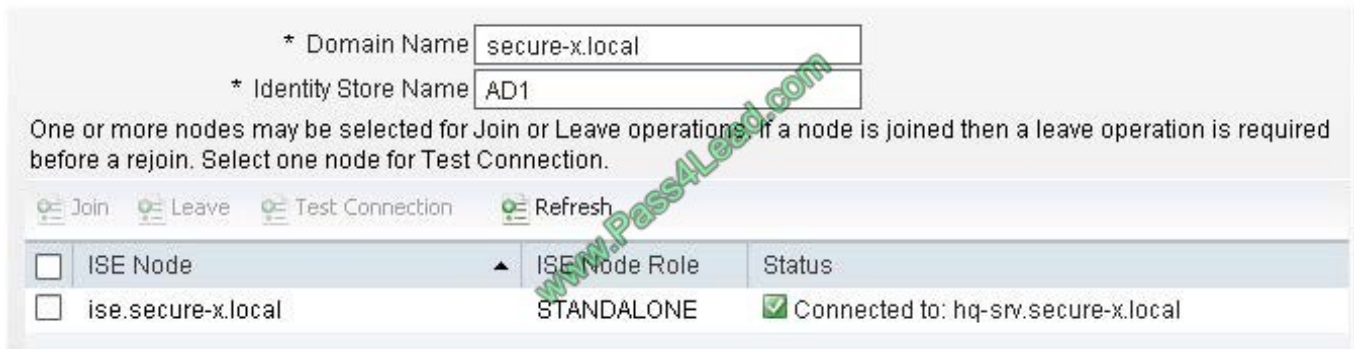 * Domain Name secure-x.local
* Identity Store Name AD1
One or more nodes may be selected for Join or Leave operations. If a node is joined then a leave operation is required
before a rejoin. Select one node for Test Connection.
Join Leave Test Connection Refresh
ISE Node ISE Node Role Status
ise.secure-x.local STANDALONE Connected to: hq-srv.secure-x.local
www.Pass4Lead.com